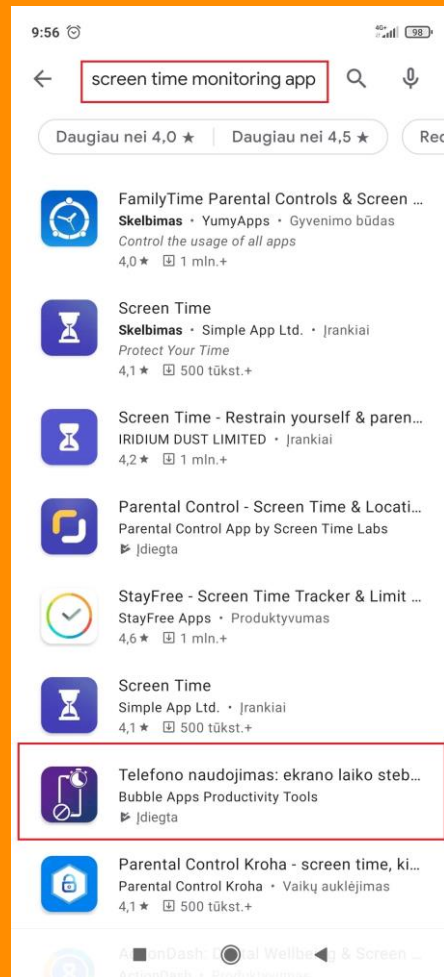 9:56
4G+ 98
screen time monitoring app
Daugiau nei 4,0 ★ Daugiau nei 4,5 ★ Rec
FamilyTime Parental Controls & Screen ...
Skelbimas • YumyApps • Gyvenimo būdas
Control the usage of all apps
4,0 ★ 1 mln.+
Screen Time
Skelbimas • Simple App Ltd. • Įrankiai
Protect Your Time
4,1 ★ 500 tūkst.+
Screen Time - Restrain yourself & paren...
IRIDIUM DUST LIMITED • Įrankiai
4,2 ★ 1 mln.+
Parental Control - Screen Time & Locati...
Parental Control App by Screen Time Labs
Įdiegta
StayFree - Screen Time Tracker & Limit ...
StayFree Apps • Produktyvumas
4,6 ★ 1 mln.+
Screen Time
Simple App Ltd. • Įrankiai
4,1 ★ 500 tūkst.+
Telefono naudojimas: ekrano laiko steb...
Bubble Apps Productivity Tools
Įdiegta
Parental Control Kroha - screen time, ki...
Parental Control Kroha • Vaikų auklėjimas
4,1 ★ 500 tūkst.+
& Screen ...